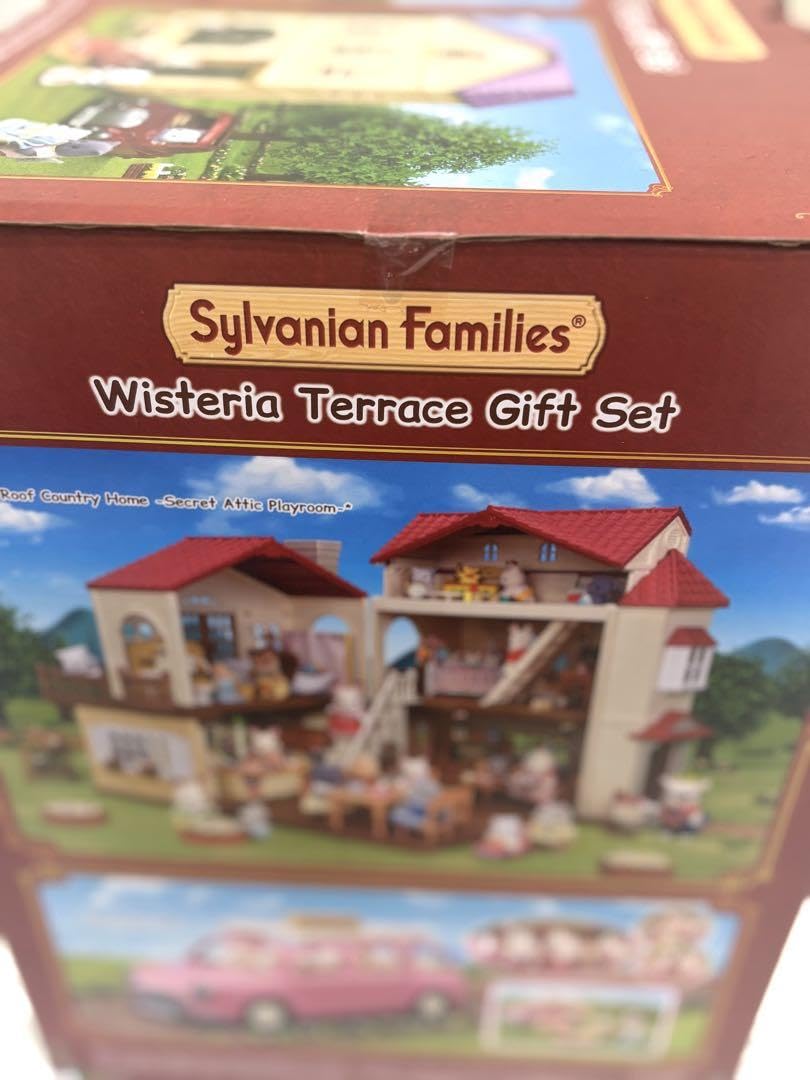 Sylvanian Families®
Wisteria Terrace Gift Set
Roof Country Home -Secret Attic Playroom-*